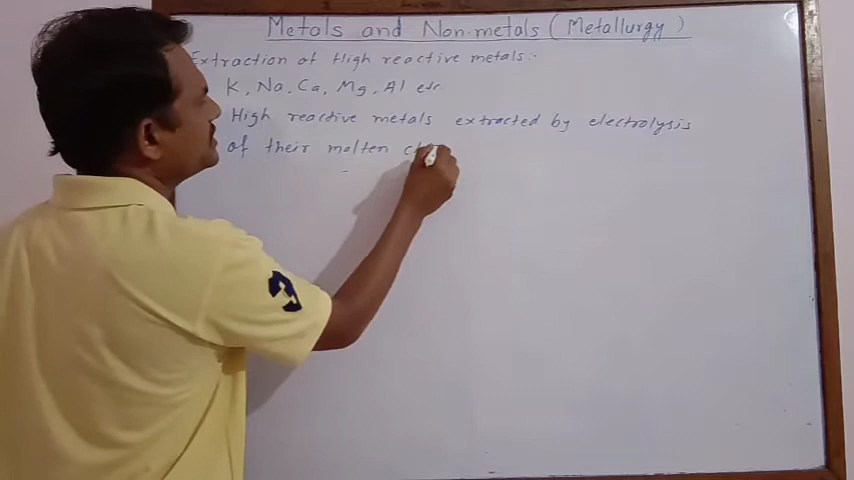 Metals and Non-metals ( Metallurgy )
Extraction of High reactive metals :-
K, Na, Ca, Mg, Al etc.
High reactive metals extracted by electrolysis
of their molten